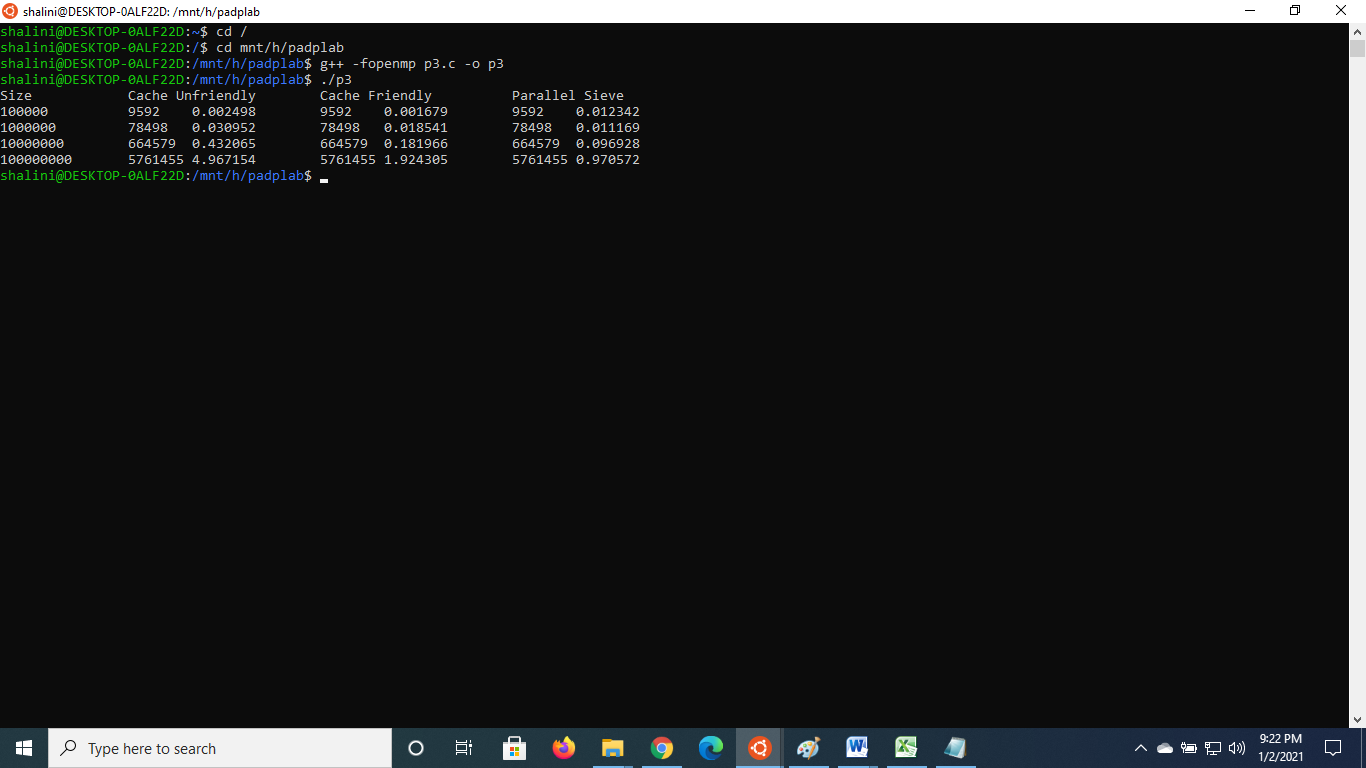 shalini@DESKTOP-0ALF22D: /mnt/h/padplab
shalini@DESKTOP-0ALF22D:~$ cd /
shalini@DESKTOP-0ALF22D:/$ cd mnt/h/padplab
shalini@DESKTOP-0ALF22D:/mnt/h/padplab$ g++ -fopenmp p3.c -o p3
shalini@DESKTOP-0ALF22D:/mnt/h/padplab$ ./p3
Size            Cache Unfriendly        Cache Friendly          Parallel Sieve
100000          9592    0.002498        9592    0.001679        9592    0.012342
1000000         78498   0.030952        78498   0.018541        78498   0.011169
10000000        664579  0.432065        664579  0.181966        664579  0.096928
100000000       5761455 4.967154        5761455 1.924305        5761455 0.970572
shalini@DESKTOP-0ALF22D:/mnt/h/padplab$
Type here to search
9:22 PM
1/2/2021